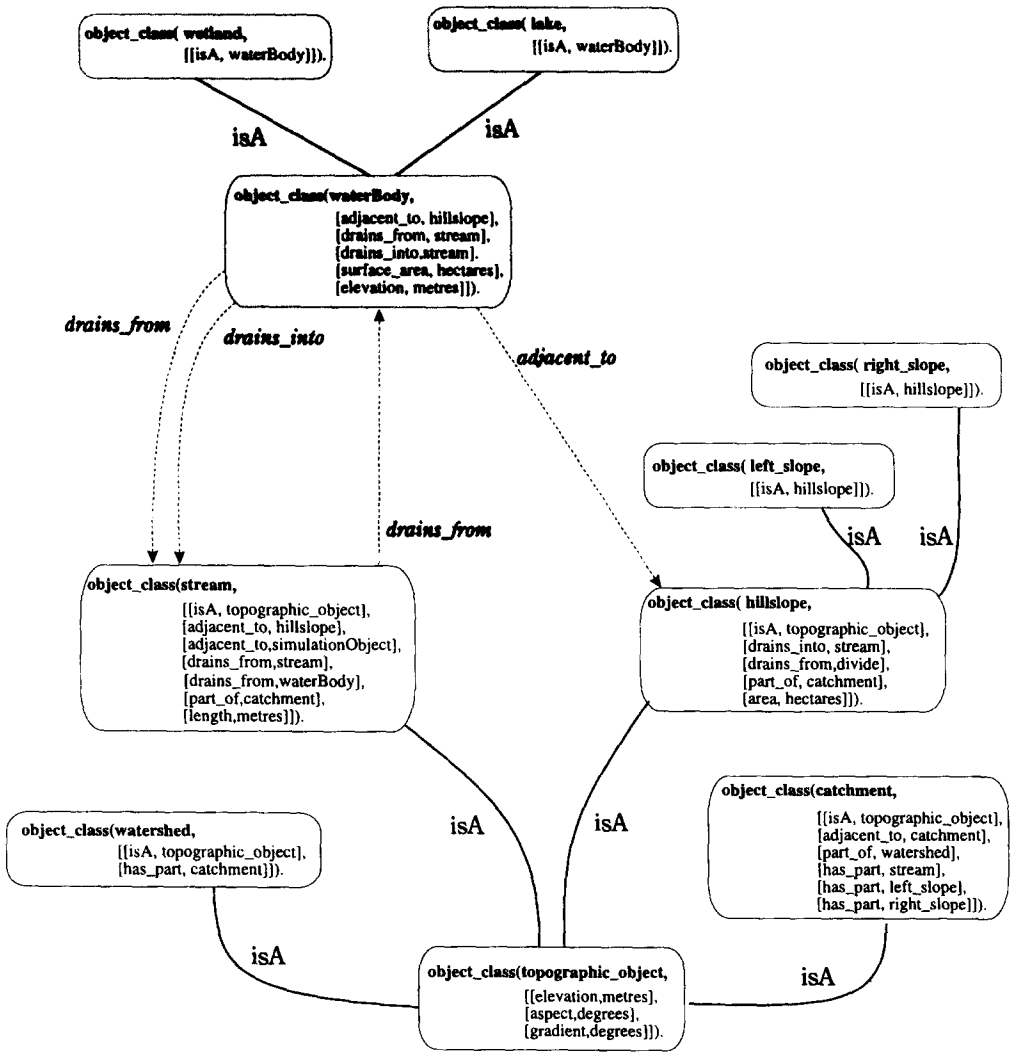 object_class( wetland,
[[isA, waterBody]]).
object_class( lake,
[[isA, waterBody]]).
isA
isA
object_class(waterBody,
[adjacent_to, hillslope],
[drains_from, stream],
[drains_into,stream].
[surface_area, hectares],
[elevation, metres]]).
drains_from
drains_into
adjacent_to
drains_from
object_class( right_slope,
[[isA, hillslope]]).
object_class( left_slope,
[[isA, hillslope]]).
isA
isA
object_class(stream,
[[isA, topographic_object],
[adjacent_to, hillslope],
[adjacent_to,simulationObject],
[drains_from,stream],
[drains_from,waterBody],
[part_of,catchment],
[length,metres]]).
object_class( hillslope,
[[isA, topographic_object],
[drains_into, stream],
[drains_from,divide],
[part_of, catchment],
[area, hectares]]).
isA
isA
object_class(watershed,
[[isA, topographic_object],
[has_part, catchment]]).
object_class(catchment,
[[isA, topographic_object],
[adjacent_to, catchment],
[part_of, watershed],
[has_part, stream],
[has_part, left_slope],
[has_part, right_slope]]).
isA
isA
object_class(topographic_object,
[[elevation,metres],
[aspect,degrees],
[gradient,degrees]]).